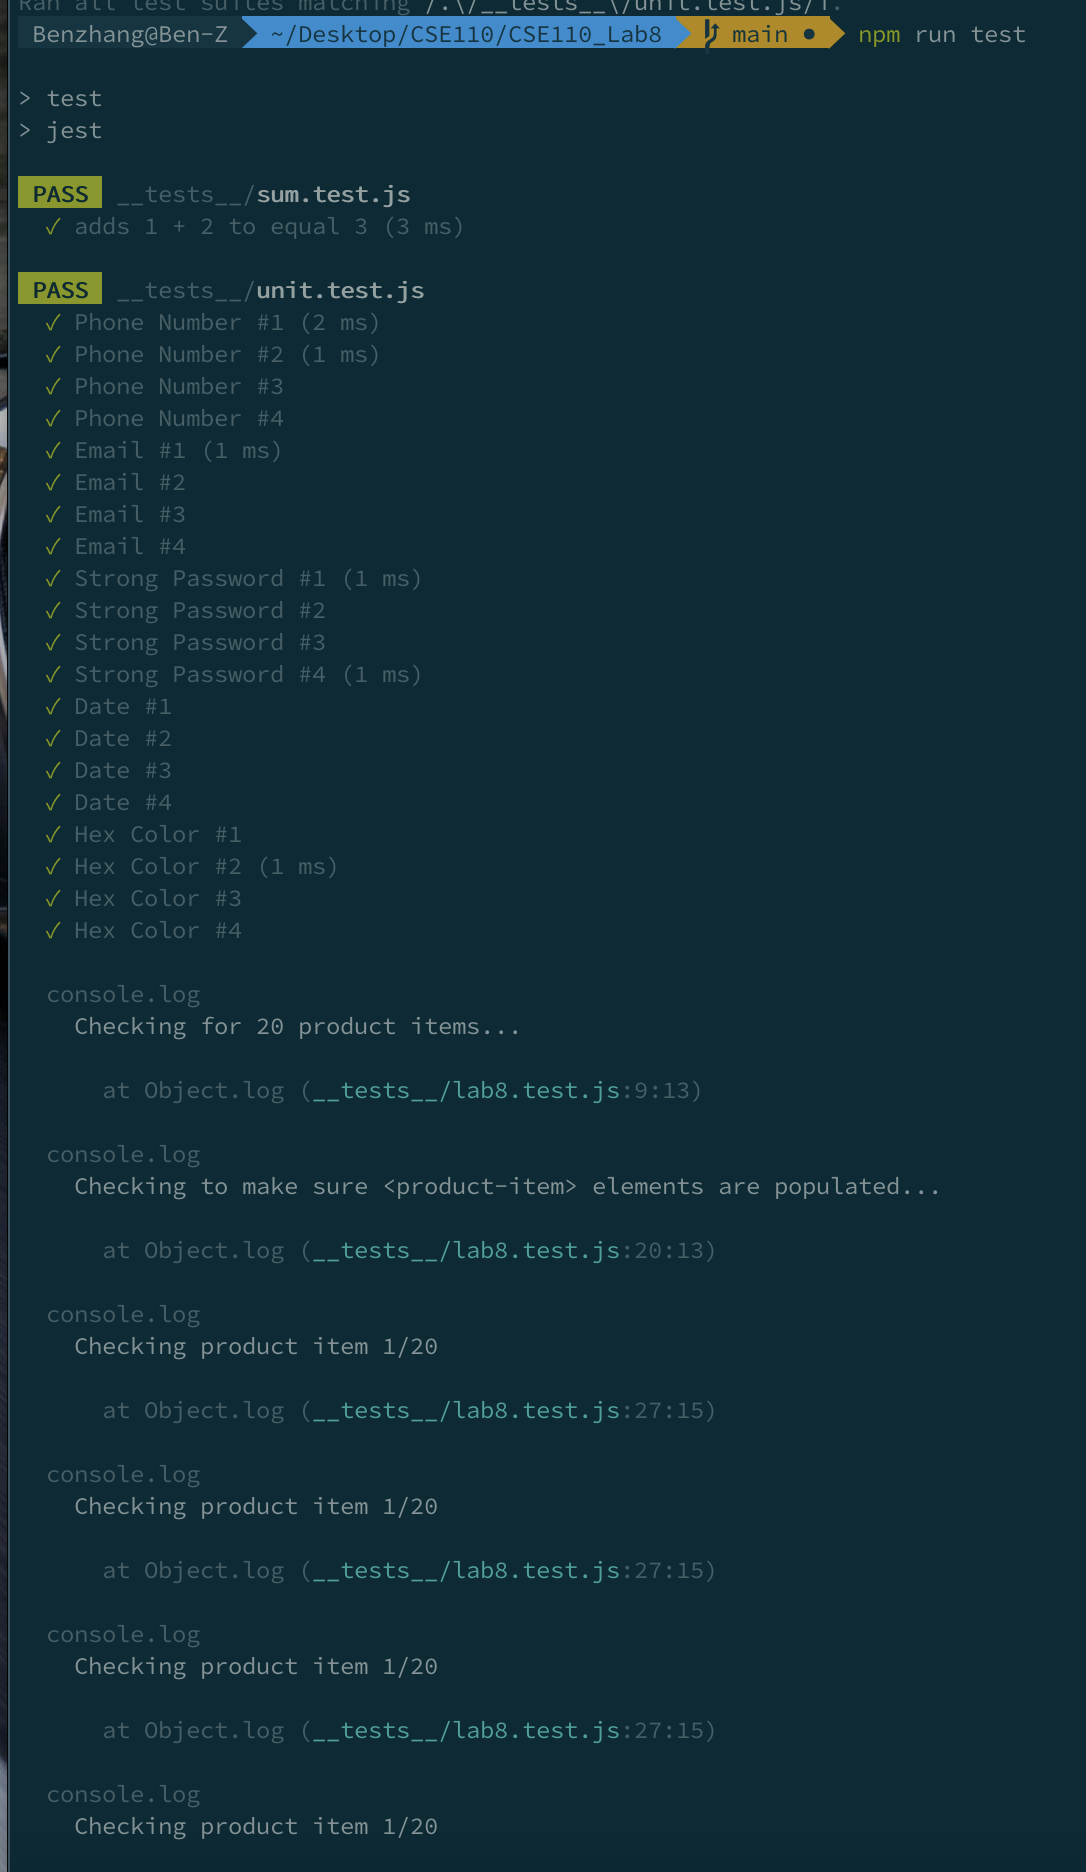 Ran all test suites matching /.\/__tests__\/unit.test.js/i.
Benzhang@Ben-Z ~/Desktop/CSE110/CSE110_Lab8 main ● npm run test
> test
> jest
PASS __tests__/sum.test.js
✓ adds 1 + 2 to equal 3 (3 ms)
PASS __tests__/unit.test.js
✓ Phone Number #1 (2 ms)
✓ Phone Number #2 (1 ms)
✓ Phone Number #3
✓ Phone Number #4
✓ Email #1 (1 ms)
✓ Email #2
✓ Email #3
✓ Email #4
✓ Strong Password #1 (1 ms)
✓ Strong Password #2
✓ Strong Password #3
✓ Strong Password #4 (1 ms)
✓ Date #1
✓ Date #2
✓ Date #3
✓ Date #4
✓ Hex Color #1
✓ Hex Color #2 (1 ms)
✓ Hex Color #3
✓ Hex Color #4
console.log
Checking for 20 product items...
at Object.log (__tests__/lab8.test.js:9:13)
console.log
Checking to make sure <product-item> elements are populated...
at Object.log (__tests__/lab8.test.js:20:13)
console.log
Checking product item 1/20
at Object.log (__tests__/lab8.test.js:27:15)
console.log
Checking product item 1/20
at Object.log (__tests__/lab8.test.js:27:15)
console.log
Checking product item 1/20
at Object.log (__tests__/lab8.test.js:27:15)
console.log
Checking product item 1/20